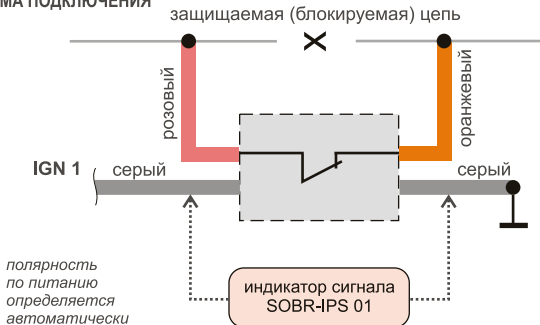 МА ПОДКЛЮЧЕНИЯ
защищаемая (блокируемая) цепь
розовый
оранжевый
IGN 1
серый
серый
полярность
по питанию
определяется
автоматически
индикатор сигнала
SOBR-IPS 01